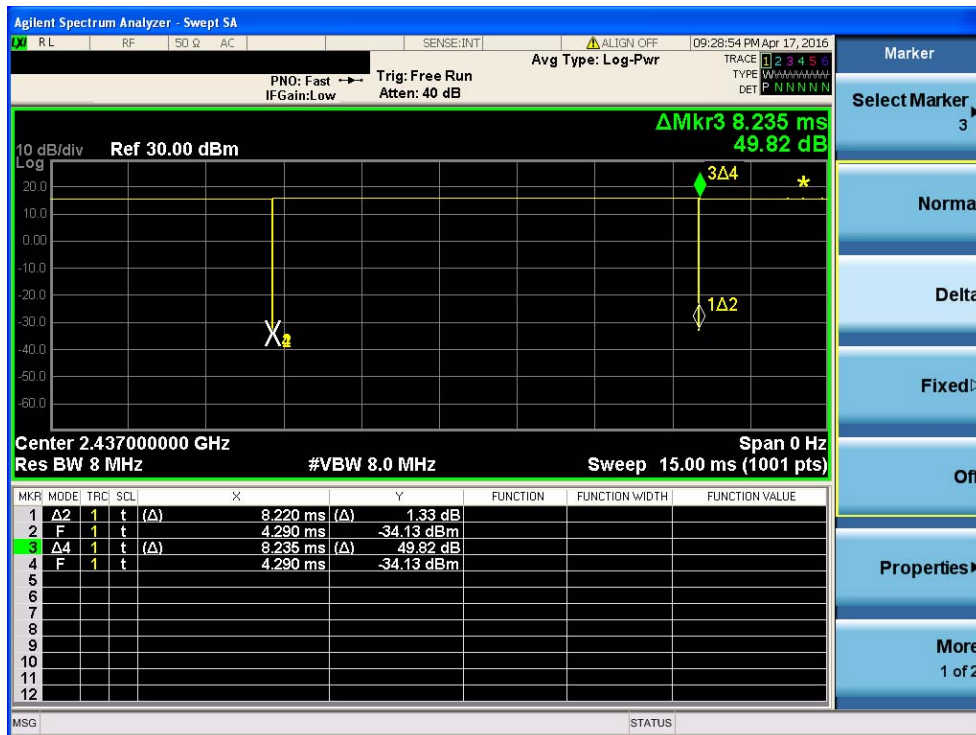 Agilent Spectrum Analyzer - Swept SA
LXI RL RF 50 Ω AC SENSE:INT ALIGN OFF 09:28:54 PM Apr 17, 2016
Avg Type: Log-Pwr TRACE 1 2 3 4 5 6
PNO: Fast Trig: Free Run TYPE
IFGain:Low Atten: 40 dB DET P N N N N N
ΔMkr3 8.235 ms
49.82 dB
10 dB/div Ref 30.00 dBm
Log
20.0
10.0
0.00
-10.0
-20.0
-30.0
-40.0
-50.0
-60.0
3Δ4
*
1Δ2
X
Center 2.437000000 GHz Span 0 Hz
Res BW 8 MHz #VBW 8.0 MHz Sweep 15.00 ms (1001 pts)
MKR MODE TRC SCL X Y FUNCTION FUNCTION WIDTH FUNCTION VALUE
1 Δ2 1 t (Δ) 8.220 ms (Δ) 1.33 dB
2 F 1 t 4.290 ms -34.13 dBm
3 Δ4 1 t (Δ) 8.235 ms (Δ) 49.82 dB
4 F 1 t 4.290 ms -34.13 dBm
5
6
7
8
9
10
11
12
MSG STATUS
Marker
Select Marker
3
Norma
Delta
Fixed
Off
Properties
More
1 of 2